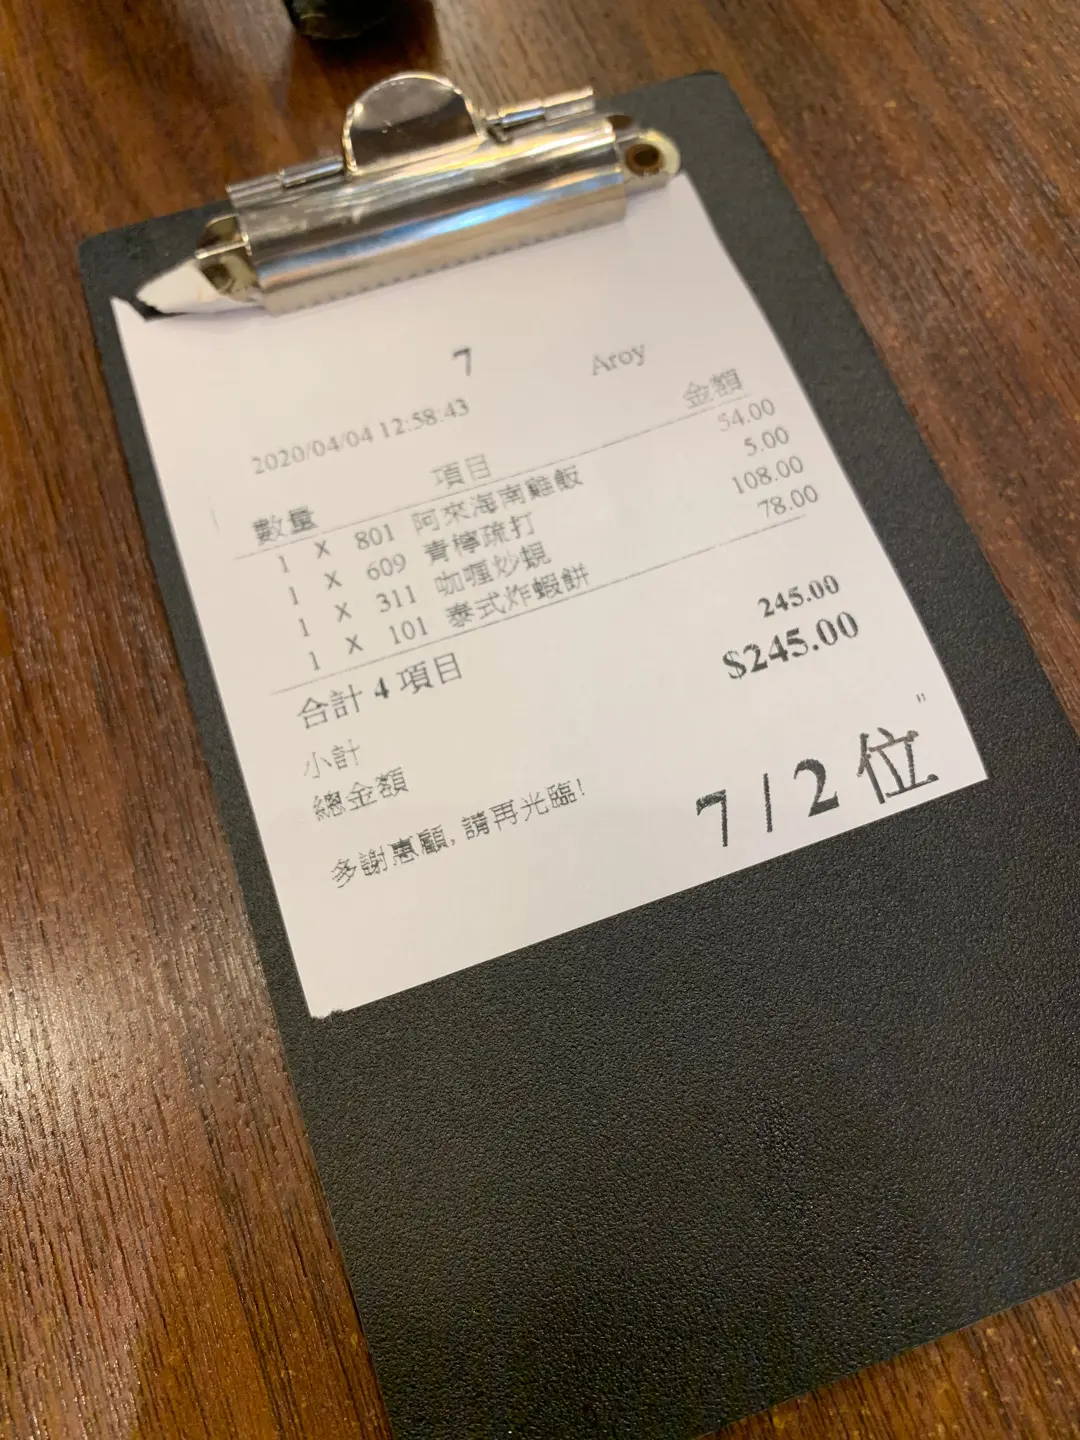 7 Aroy
2020/04/04 12:58:43
數量 項目 金額
1 X 801 阿來海南雞飯 54.00
1 X 609 青檸疏打 5.00
1 X 311 咖喱炒蜆 108.00
1 X 101 泰式炸蝦餅 78.00
合計 4 項目
小計 245.00
總金額 $245.00
多謝惠顧, 請再光臨!
"
7 / 2 位